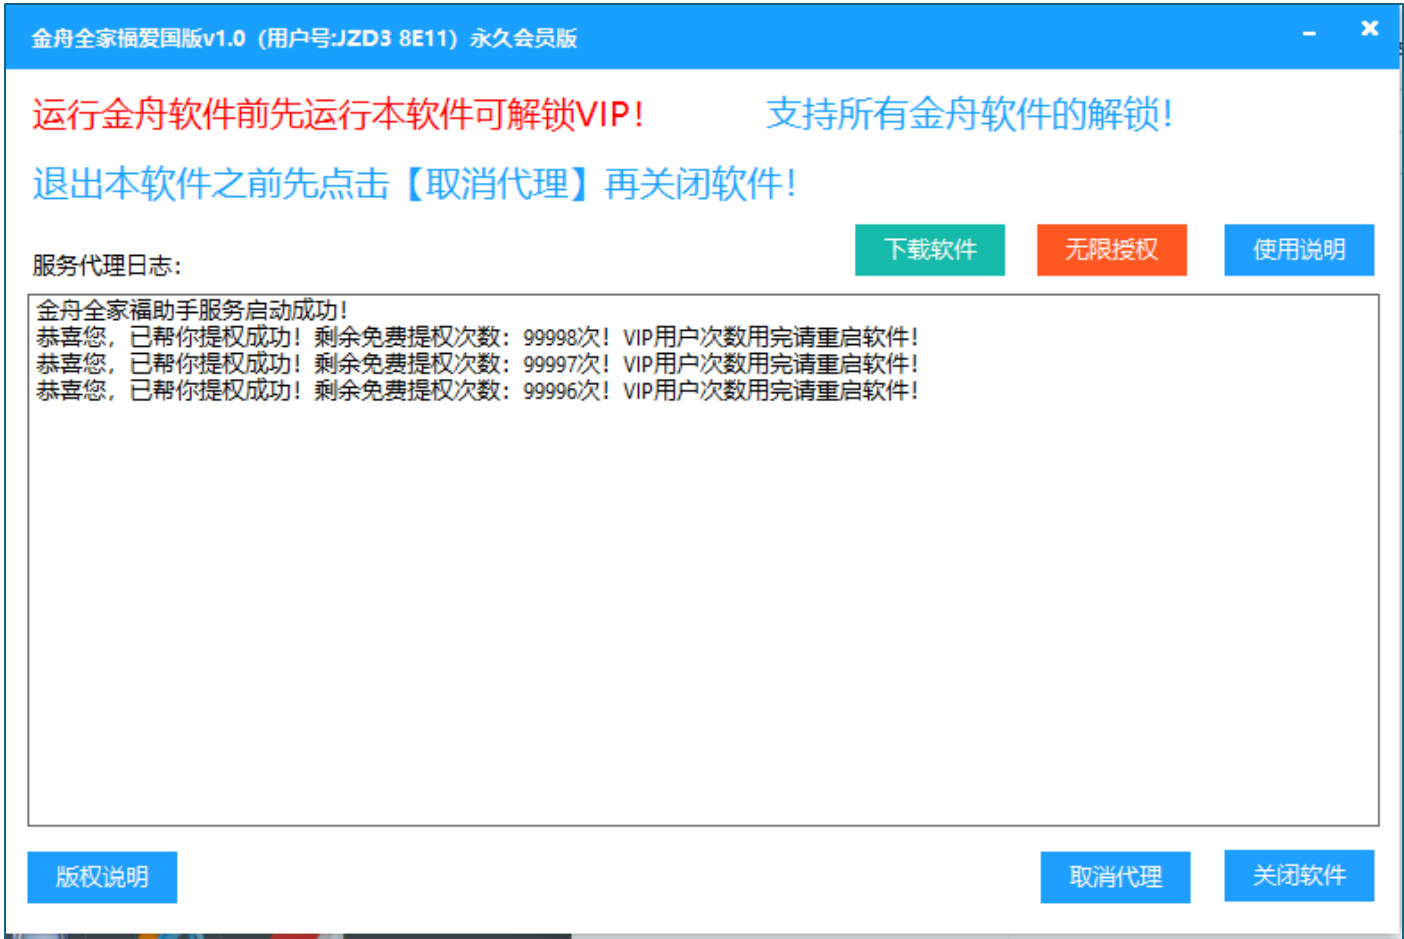 金舟全家福爱国版v1.0（用户号:JZD3 8E11）永久会员版
运行金舟软件前先运行本软件可解锁VIP！
支持所有金舟软件的解锁！
退出本软件之前先点击【取消代理】再关闭软件！
下载软件
无限授权
使用说明
服务代理日志：
金舟全家福助手服务启动成功！
恭喜您，已帮你提权成功！剩余免费提权次数：99998次！VIP用户次数用完请重启软件！
恭喜您，已帮你提权成功！剩余免费提权次数：99997次！VIP用户次数用完请重启软件！
恭喜您，已帮你提权成功！剩余免费提权次数：99996次！VIP用户次数用完请重启软件！
版权说明
取消代理
关闭软件